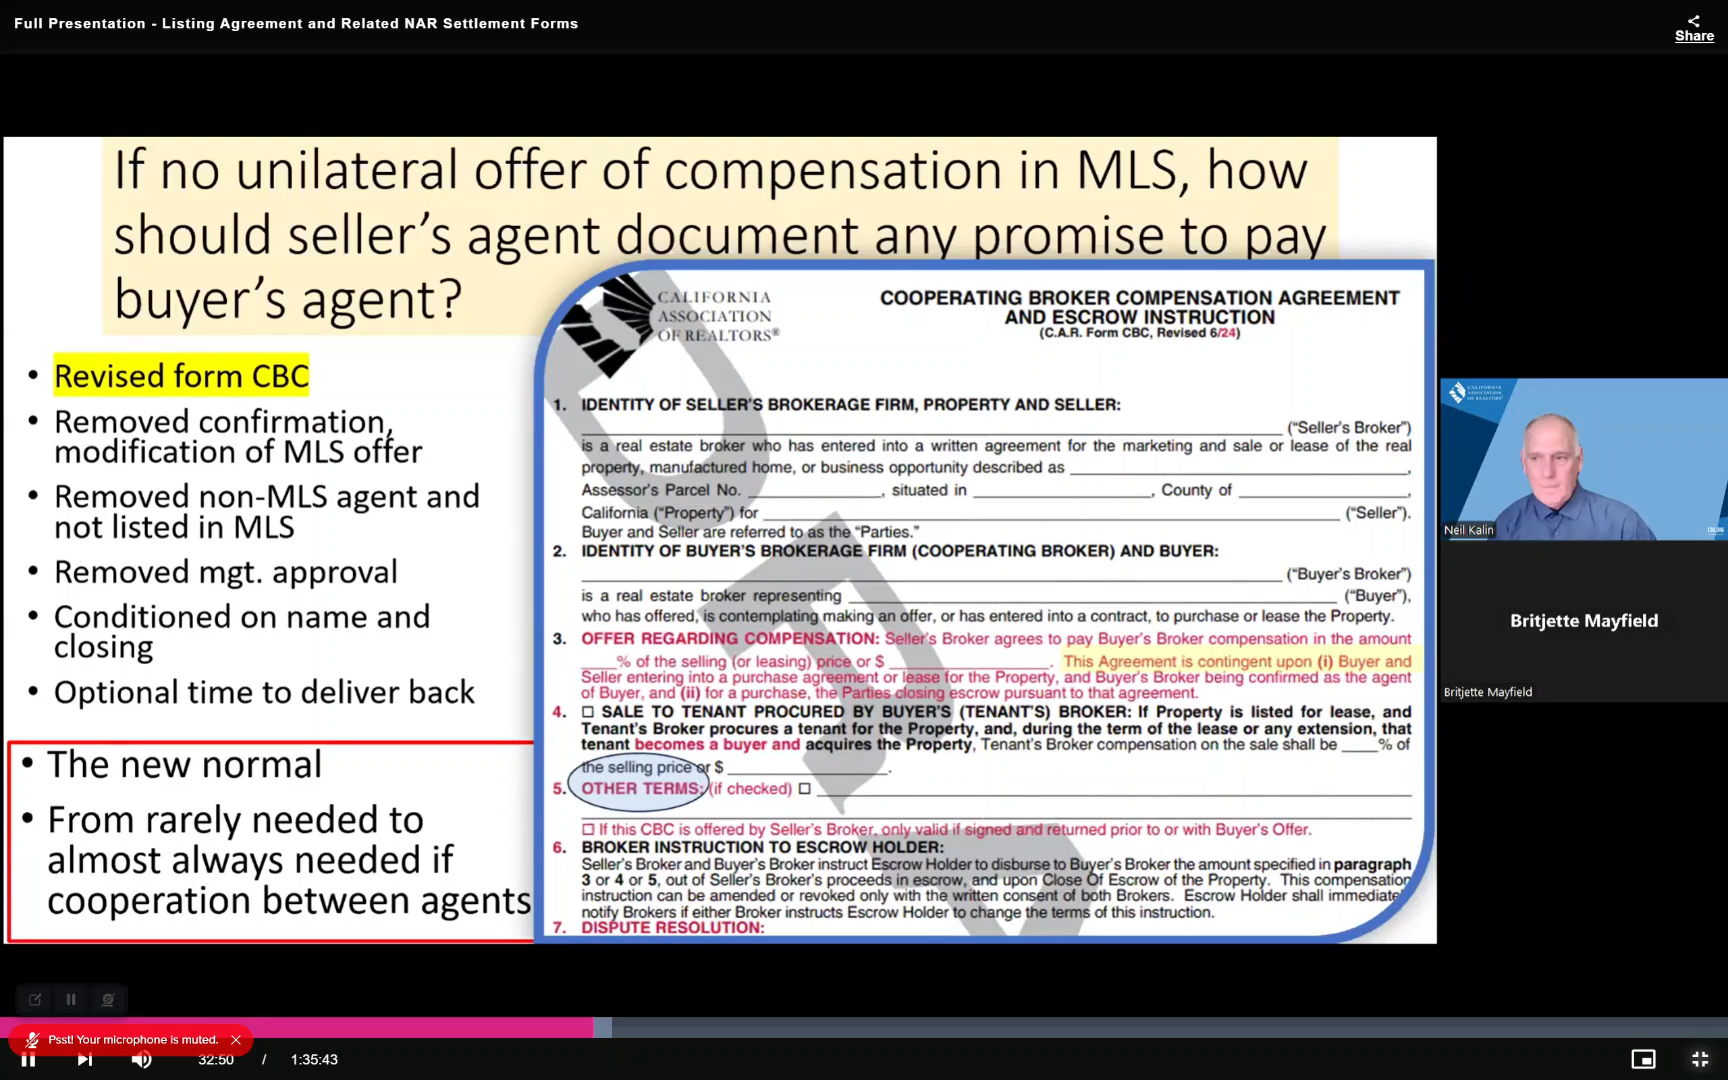 Full Presentation - Listing Agreement and Related NAR Settlement Forms
Share
If no unilateral offer of compensation in MLS, how
should seller's agent document any promise to pay
buyer's agent?
• Revised form CBC
• Removed confirmation,
modification of MLS offer
• Removed non-MLS agent and
not listed in MLS
• Removed mgt. approval
• Conditioned on name and
closing
• Optional time to deliver back
• The new normal
• From rarely needed to
almost always needed if
cooperation between agents
CALIFORNIA
ASSOCIATION
OF REALTORS®
COOPERATING BROKER COMPENSATION AGREEMENT
AND ESCROW INSTRUCTION
(C.A.R. Form CBC, Revised 6/24)
1. IDENTITY OF SELLER'S BROKERAGE FIRM, PROPERTY AND SELLER:
("Seller's Broker")
is a real estate broker who has entered into a written agreement for the marketing and sale or lease of the real
property, manufactured home, or business opportunity described as ,
Assessor's Parcel No. , situated in , County of ,
California ("Property") for ("Seller").
Buyer and Seller are referred to as the "Parties."
2. IDENTITY OF BUYER'S BROKERAGE FIRM (COOPERATING BROKER) AND BUYER:
("Buyer's Broker")
is a real estate broker representing ("Buyer"),
who has offered, is contemplating making an offer, or has entered into a contract, to purchase or lease the Property.
3. OFFER REGARDING COMPENSATION: Seller's Broker agrees to pay Buyer's Broker compensation in the amount
____% of the selling (or leasing) price or $ ____. This Agreement is contingent upon (i) Buyer and
Seller entering into a purchase agreement or lease for the Property, and Buyer's Broker being confirmed as the agent
of Buyer, and (ii) for a purchase, the Parties closing escrow pursuant to that agreement.
4. ☐ SALE TO TENANT PROCURED BY BUYER'S (TENANT'S) BROKER: If Property is listed for lease, and
Tenant's Broker procures a tenant for the Property, and, during the term of the lease or any extension, that
tenant becomes a buyer and acquires the Property, Tenant's Broker compensation on the sale shall be ____% of
the selling price or $ ____.
5. OTHER TERMS: (if checked) ☐
☐ If this CBC is offered by Seller's Broker, only valid if signed and returned prior to or with Buyer's Offer.
6. BROKER INSTRUCTION TO ESCROW HOLDER:
Seller's Broker and Buyer's Broker instruct Escrow Holder to disburse to Buyer's Broker the amount specified in paragraph
3 or 4 or 5, out of Seller's Broker's proceeds in escrow, and upon Close Of Escrow of the Property. This compensation
instruction can be amended or revoked only with the written consent of both Brokers. Escrow Holder shall immediate
notify Brokers if either Broker instructs Escrow Holder to change the terms of this instruction.
7. DISPUTE RESOLUTION:
CALIFORNIA
ASSOCIATION
OF REALTORS®
Neil Kalin
Britjette Mayfield
Britjette Mayfield
Psst! Your microphone is muted.
32:50 / 1:35:43